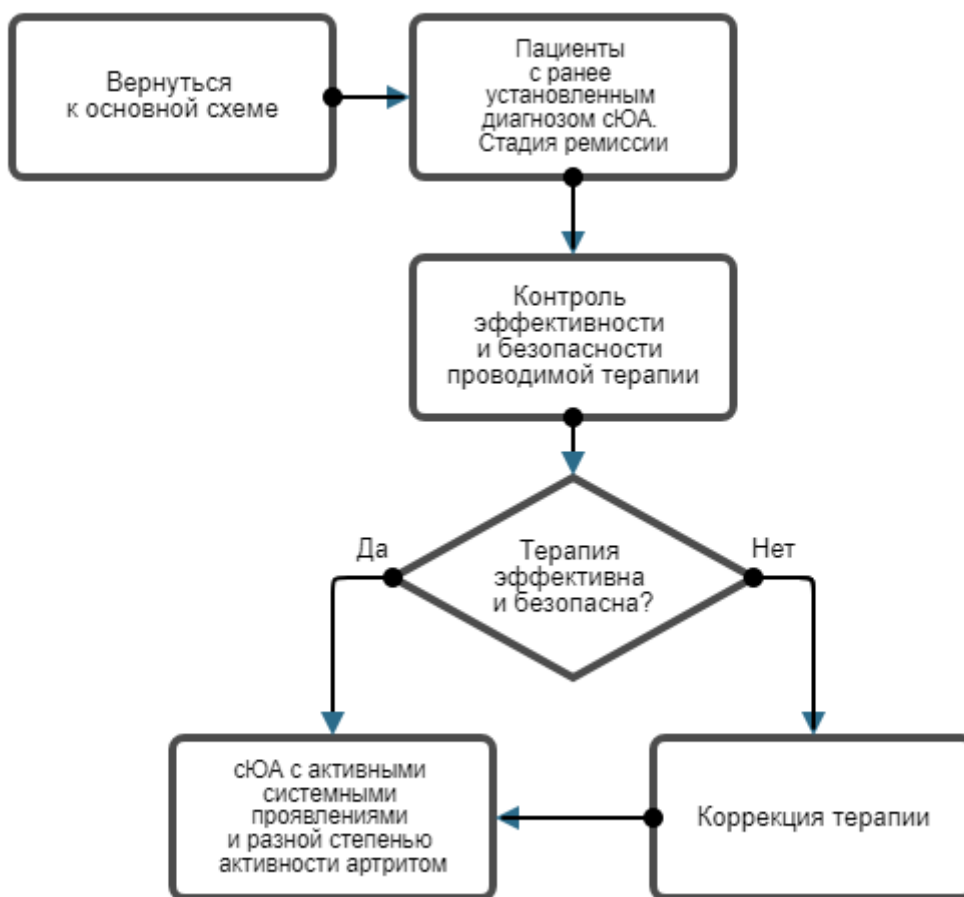 Вернуться
к основной схеме
Пациенты
с ранее
установленным
диагнозом сЮА.
Стадия ремиссии
Контроль
эффективности
и безопасности
проводимой терапии
Терапия
эффективна
и безопасна?
Да
Нет
сЮА с активными
системными
проявлениями
и разной степенью
активности артритом
Коррекция терапии